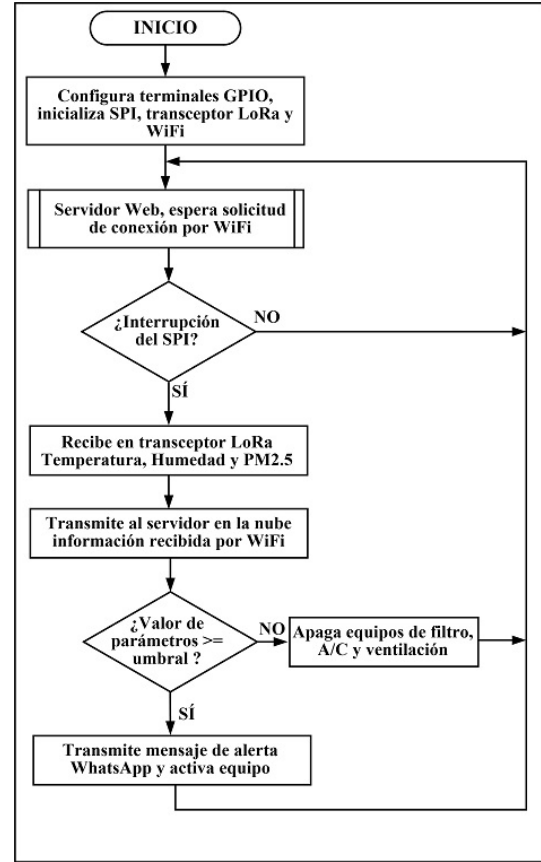 INICIO
Configura terminales GPIO,
inicializa SPI, transceptor LoRa y
WiFi
Servidor Web, espera solicitud
de conexión por WiFi
¿Interrupción
del SPI?
NO
SÍ
Recibe en transceptor LoRa
Temperatura, Humedad y PM2.5
Transmite al servidor en la nube
información recibida por WiFi
¿Valor de
parámetros >=
umbral ?
NO
Apaga equipos de filtro,
A/C y ventilación
SÍ
Transmite mensaje de alerta
WhatsApp y activa equipo